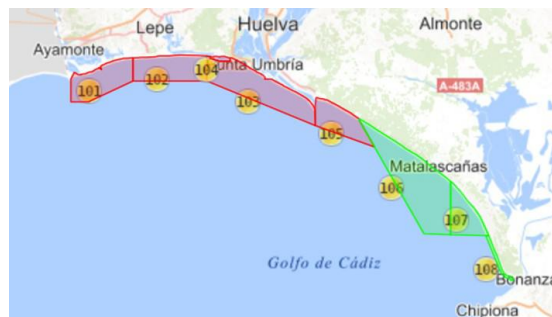 Huelva
Almonte
Lepe
Ayamonte
104
unta Umbría
102
101
103
A-483A
105
Matalascañas
106
107
Golfo de Cádiz
108
Bonanza
Chipiona